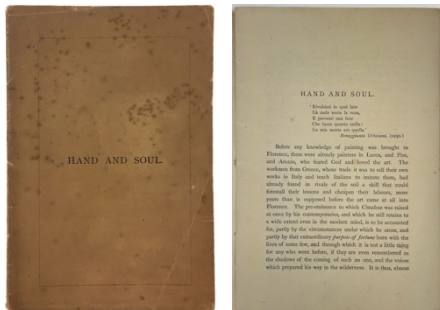 HAND AND SOUL.
HAND AND SOUL.
"Rivolsimi in quel lato
Là onde venia la voce,
E parvemi una luce
Che lucea quanto stella:
La mia mente era quella"
Bonaggiunta Urbiciani, (1250.)
Before any knowledge of painting was brought to
Florence, there were already painters in Lucca, and Pisa,
and Arezzo, who feared God and loved the art. The
workmen from Greece, whose trade it was to sell their own
works in Italy and teach Italians to imitate them, had
already found in rivals of the soil a skill that could
forestall their lessons and cheapen their labours, more
years than is supposed before the art came at all into
Florence. The pre-eminence to which Cimabue was raised
at once by his contemporaries, and which he still retains to
a wide extent even in the modern mind, is to be accounted
for, partly by the circumstances under which he arose, and
partly by that extraordinary purpose of fortune born with the
lives of some few, and through which it is not a little thing
for any who went before, if they are even remembered as
the shadows of the coming of such an one, and the voices
which prepared his way in the wilderness. It is thus, almost